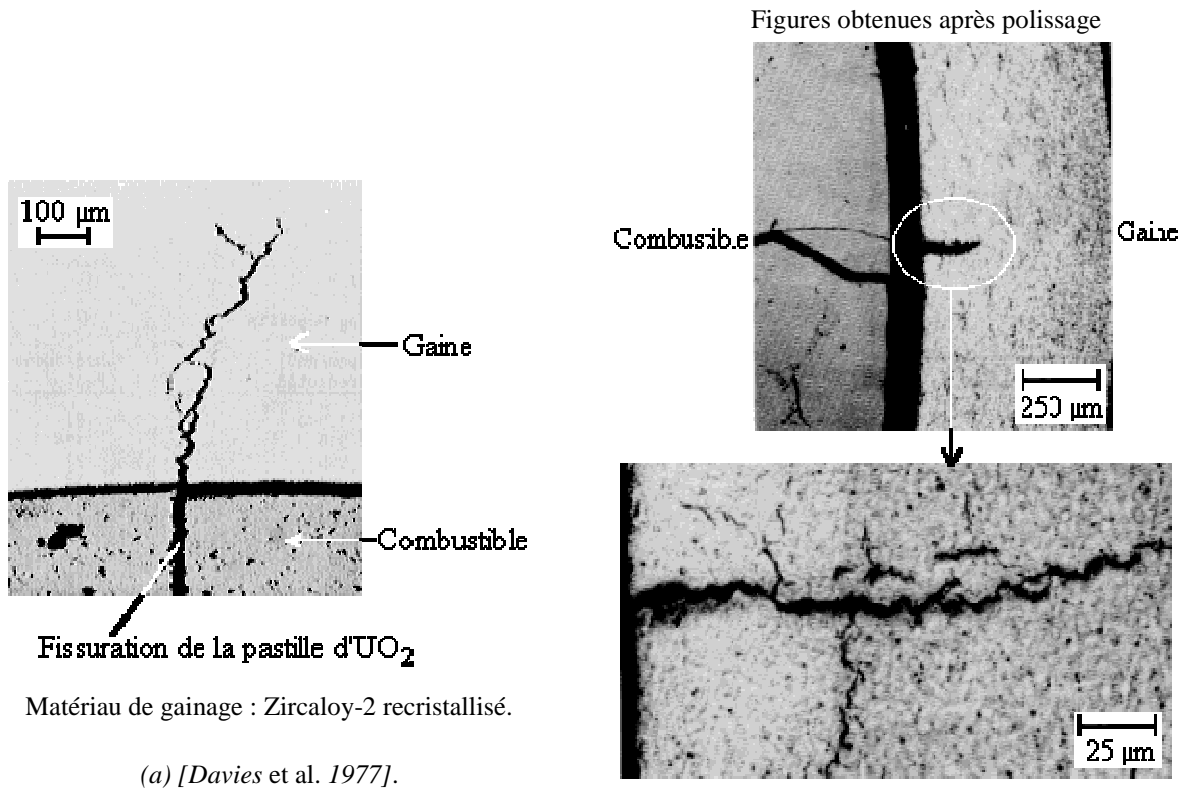 Figures obtenues après polissage
100 µm
Gaine
Combustible
Fissuration de la pastille d'UO2
Matériau de gainage : Zircaloy-2 recristallisé.
(a) [Davies et al. 1977].
Combustib.e
Gaine
250 µm
25 µm